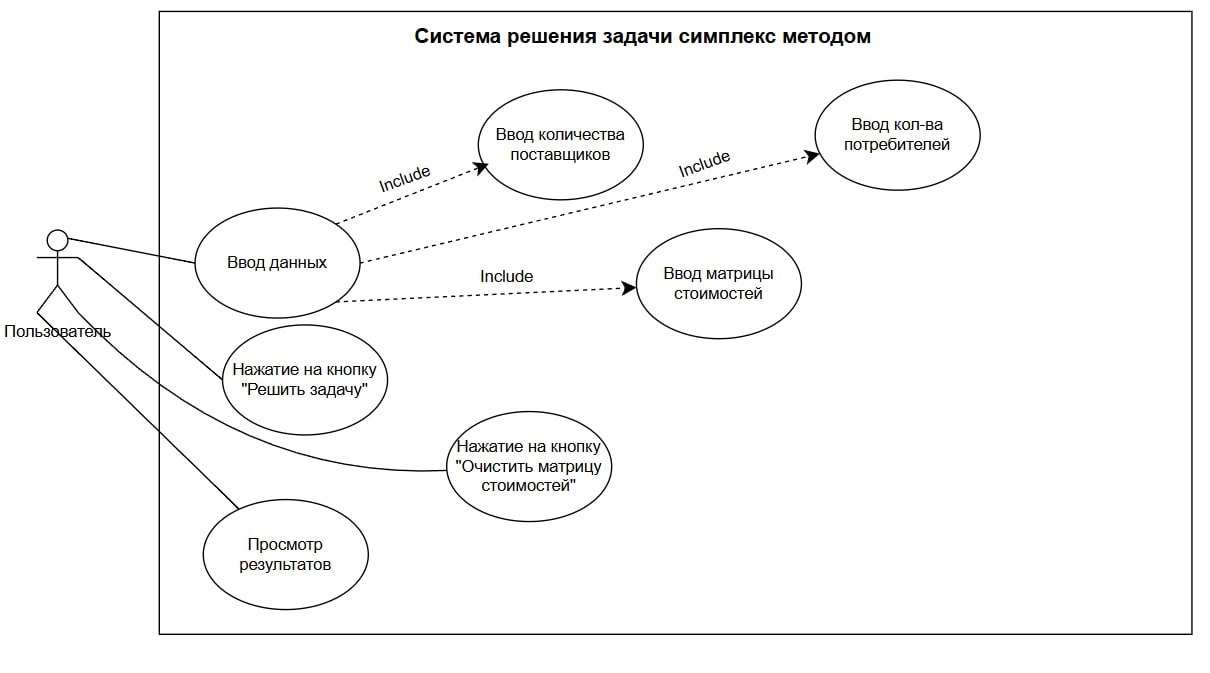 Система решения задачи симплекс методом
Ввод количества
поставщиков
Ввод кол-ва
потребителей
Include
Include
Ввод данных
Include
Ввод матрицы
стоимостей
Пользователь
Нажатие на кнопку
"Решить задачу"
Нажатие на кнопку
"Очистить матрицу
стоимостей"
Просмотр
результатов